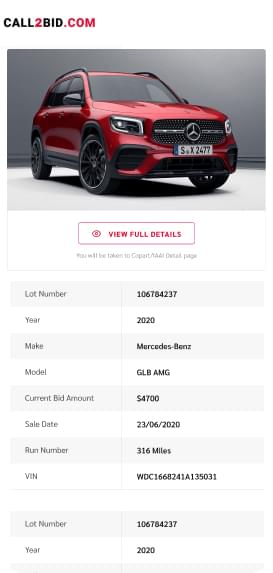 CALL2BID.COM
S·X 2477
VIEW FULL DETAILS
You will be taken to Copart/IAAI Detail page
Lot Number 106784237
Year 2020
Make Mercedes-Benz
Model GLB AMG
Current Bid Amount $4700
Sale Date 23/06/2020
Run Number 316 Miles
VIN WDC1668241A135031
Lot Number 106784237
Year 2020